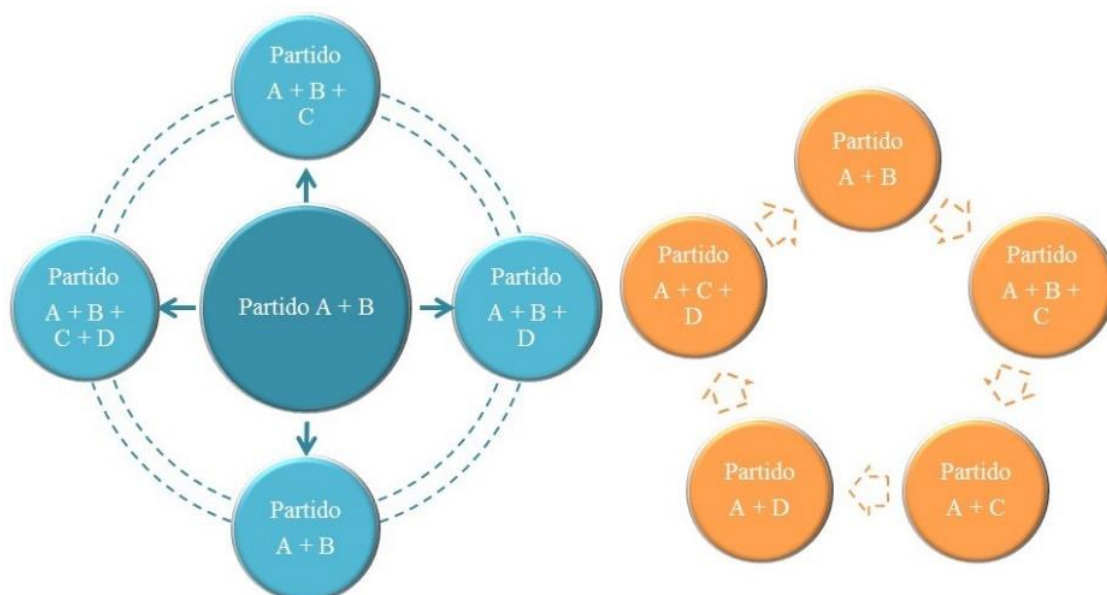 Partido
A + B +
C
Partido
A + B +
C + D
Partido A + B
Partido
A + B +
D
Partido
A + B
Partido
A + B
Partido
A + B +
C
Partido
A + C
Partido
A + D
Partido
A + C +
D